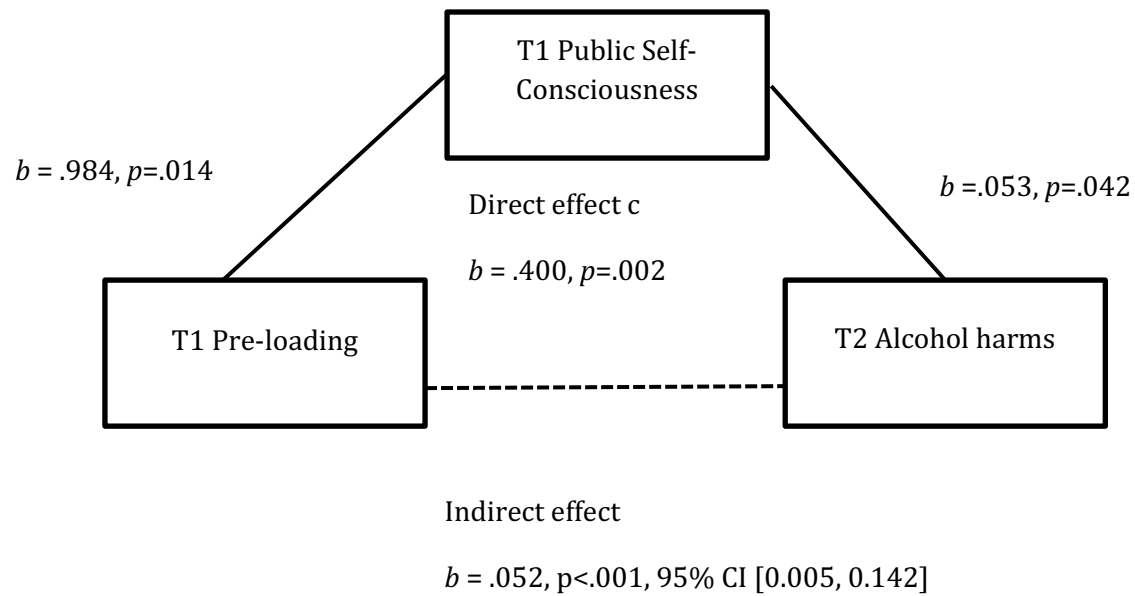 T1 Public Self-
Consciousness
b = .984, p=.014
b =.053, p=.042
Direct effect c
b = .400, p=.002
T1 Pre-loading
T2 Alcohol harms
Indirect effect
b = .052, p<.001, 95% CI [0.005, 0.142]